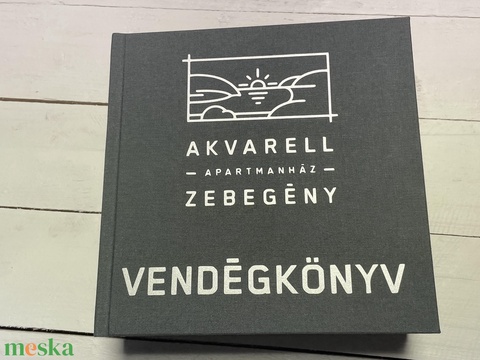 AKVARELL
— APARTMANHÁZ —
ZEBEGÉNY
VENDÉGKÖNYV
meska